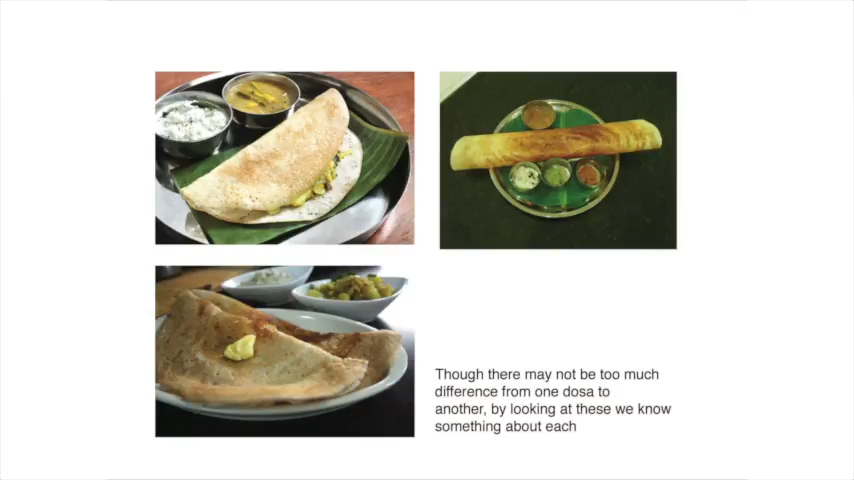 Though there may not be too much
difference from one dosa to
another, by looking at these we know
something about each